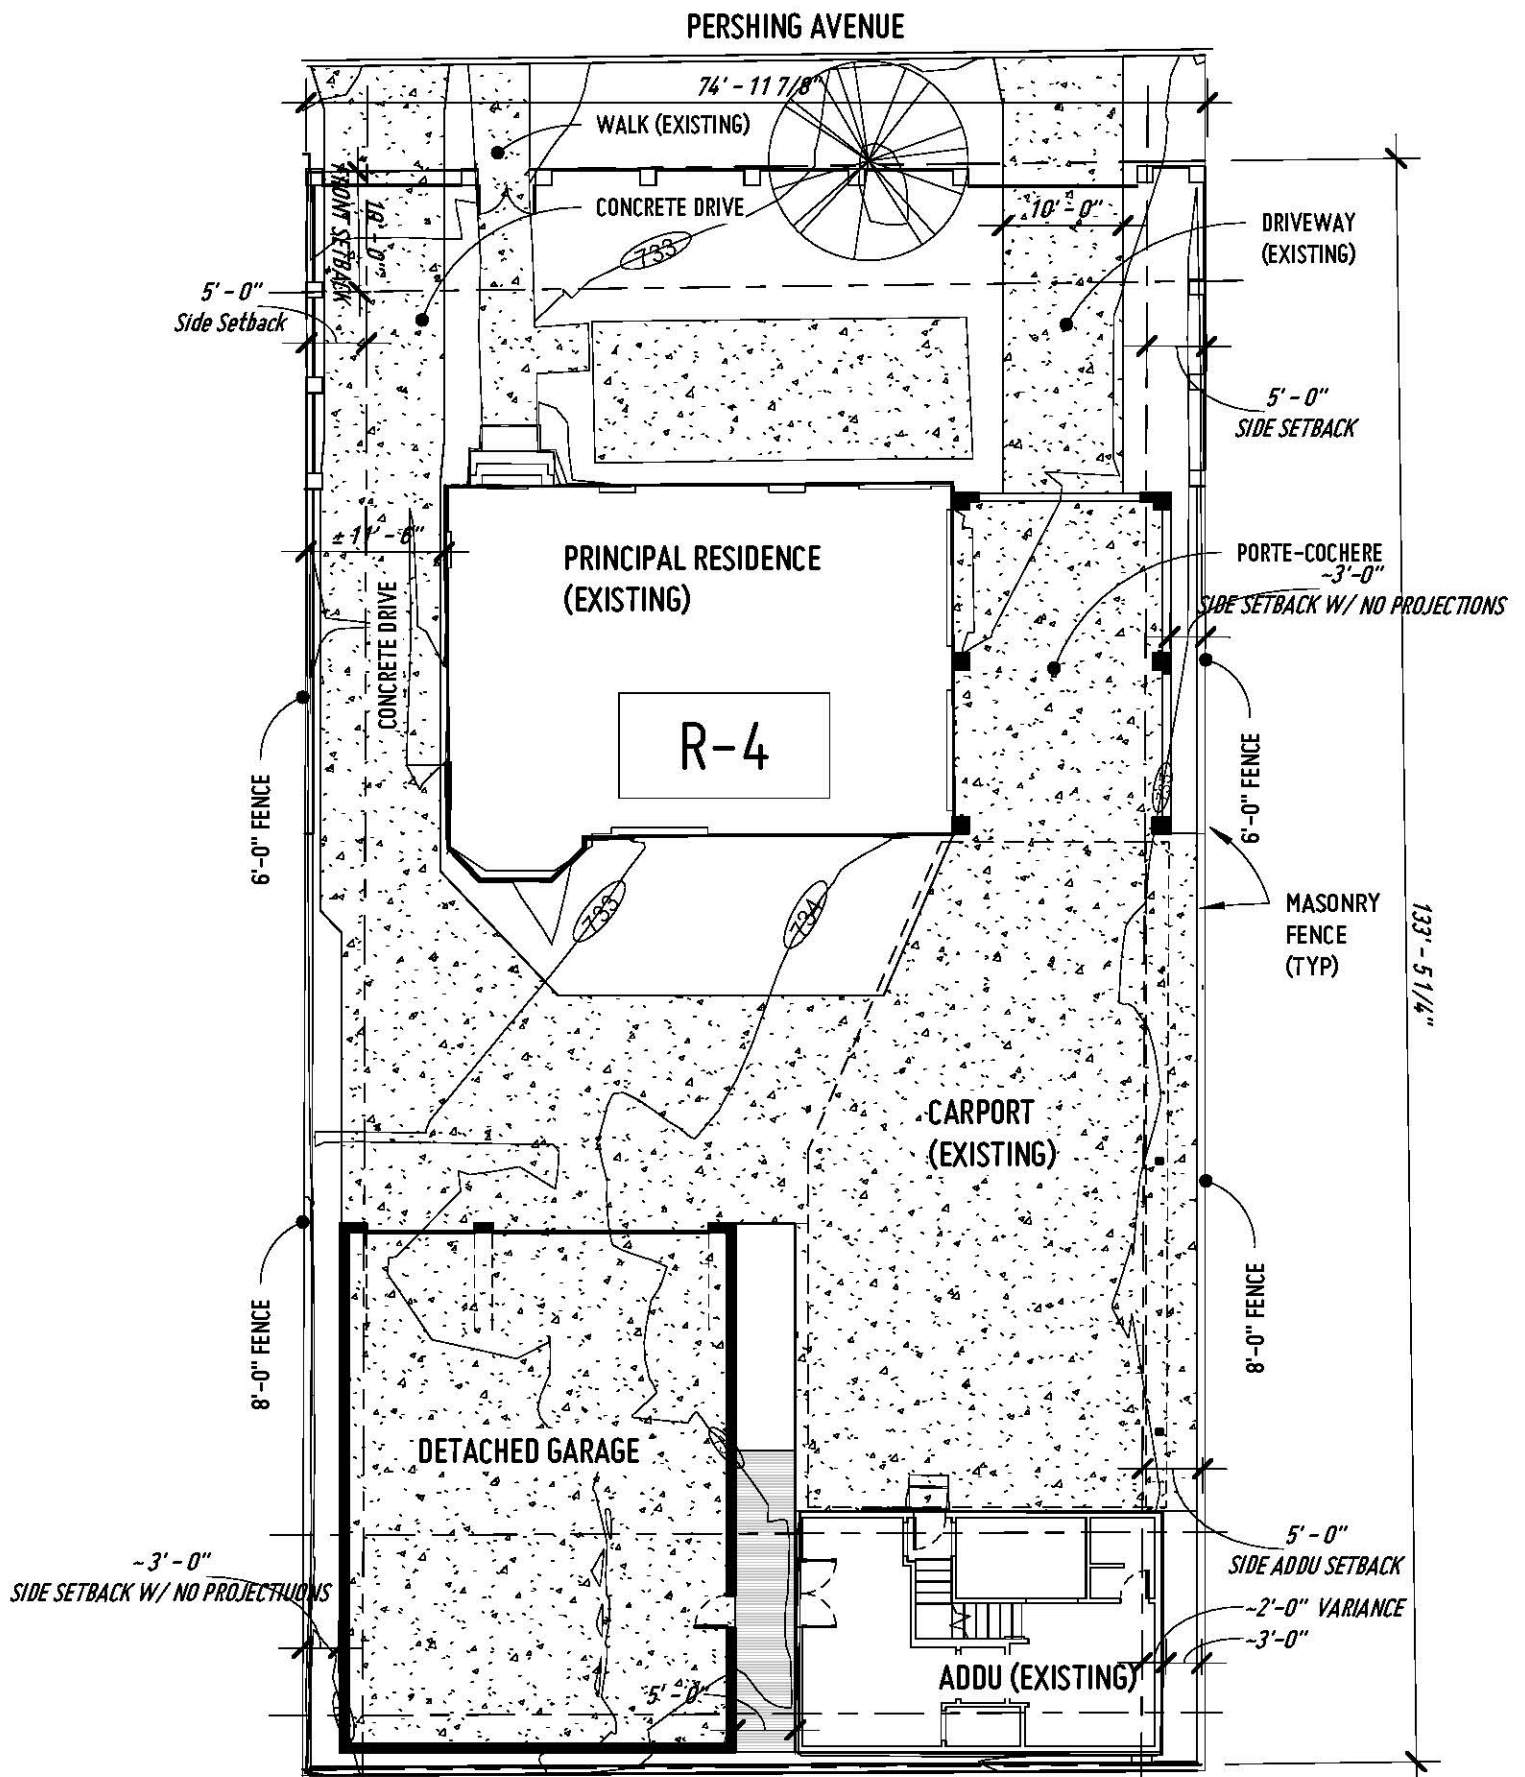 PERSHING AVENUE
74' - 11 7/8"
WALK (EXISTING)
18' - 0"
FRONT SETBACK
CONCRETE DRIVE
10' - 0"
DRIVEWAY
(EXISTING)
733
5' - 0"
Side Setback
5' - 0"
SIDE SETBACK
± 11' - 6"
PRINCIPAL RESIDENCE
(EXISTING)
PORTE-COCHERE
~3'-0"
SIDE SETBACK W/ NO PROJECTIONS
CONCRETE DRIVE
R-4
6'-0" FENCE
6'-0" FENCE
733
734
MASONRY
FENCE
(TYP)
133' - 5 1/4"
CARPORT
(EXISTING)
8'-0" FENCE
8'-0" FENCE
DETACHED GARAGE
5' - 0"
SIDE ADDU SETBACK
~3' - 0"
SIDE SETBACK W/ NO PROJECTIUONS
~2'-0" VARIANCE
~3'-0"
ADDU (EXISTING)
5' - 0"